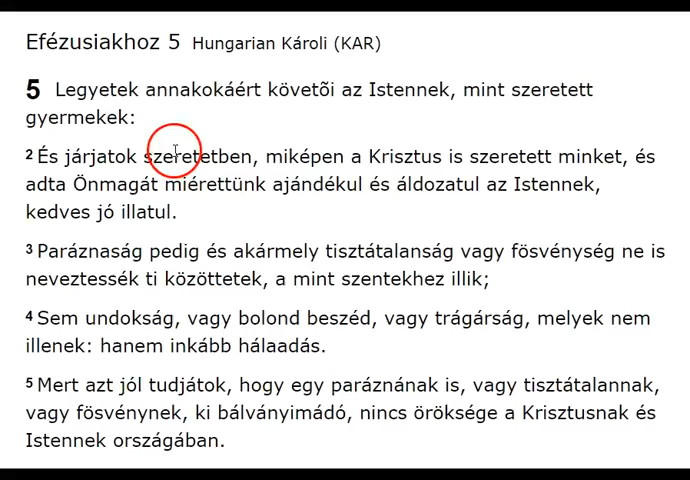 Efézusiakhoz 5 Hungarian Károli (KAR)
5 Legyetek annakokáért követõi az Istennek, mint szeretett
gyermekek:
2 És járjatok szeretetben, miképen a Krisztus is szeretett minket, és
adta Önmagát miérettünk ajándékul és áldozatul az Istennek,
kedves jó illatul.
3 Paráznaság pedig és akármely tisztátalanság vagy fösvénység ne is
neveztessék ti közöttetek, a mint szentekhez illik;
4 Sem undokság, vagy bolond beszéd, vagy trágárság, melyek nem
illenek: hanem inkább hálaadás.
5 Mert azt jól tudjátok, hogy egy paráznának is, vagy tisztátalannak,
vagy fösvénynek, ki bálványimádó, nincs öröksége a Krisztusnak és
Istennek országában.